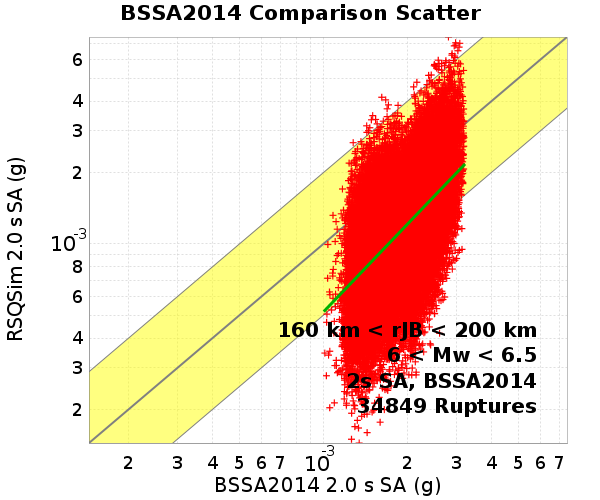 BSSA2014 Comparison Scatter
RSQSim 2.0 s SA (g)
6
4
3
2
10-3
8
6
4
3
2
160 km < rJB < 200 km
6 < Mw < 6.5
2s SA, BSSA2014
34849 Ruptures
2 3 4 5 6 7 10-3 2 3 4 5 6 7
BSSA2014 2.0 s SA (g)